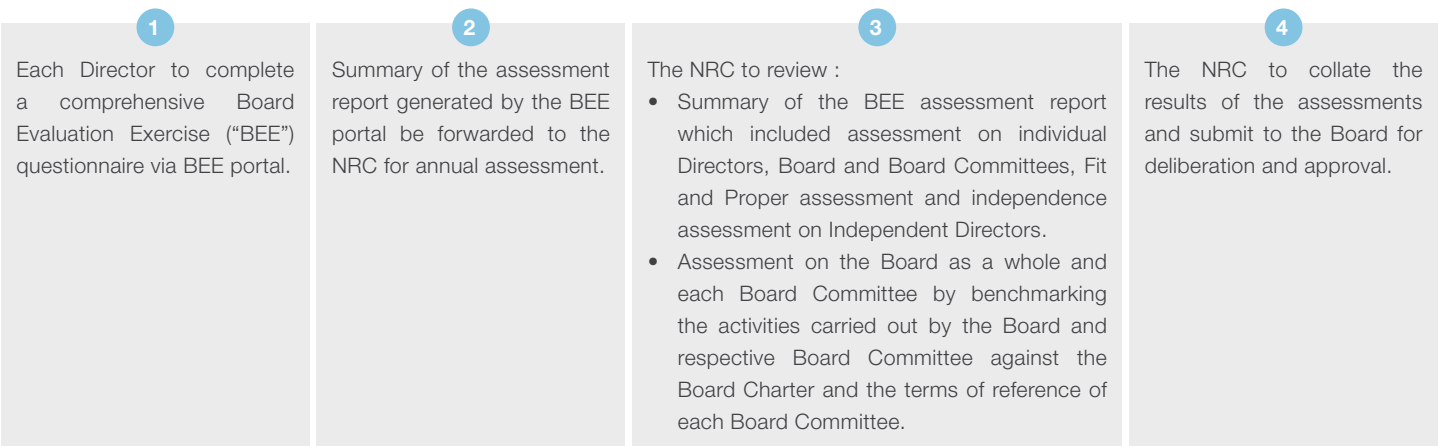 1
Each Director to complete
a comprehensive Board
Evaluation Exercise (“BEE”)
questionnaire via BEE portal.
2
Summary of the assessment
report generated by the BEE
portal be forwarded to the
NRC for annual assessment.
3
The NRC to review :
• Summary of the BEE assessment report
which included assessment on individual
Directors, Board and Board Committees, Fit
and Proper assessment and independence
assessment on Independent Directors.
• Assessment on the Board as a whole and
each Board Committee by benchmarking
the activities carried out by the Board and
respective Board Committee against the
Board Charter and the terms of reference of
each Board Committee.
4
The NRC to collate the
results of the assessments
and submit to the Board for
deliberation and approval.